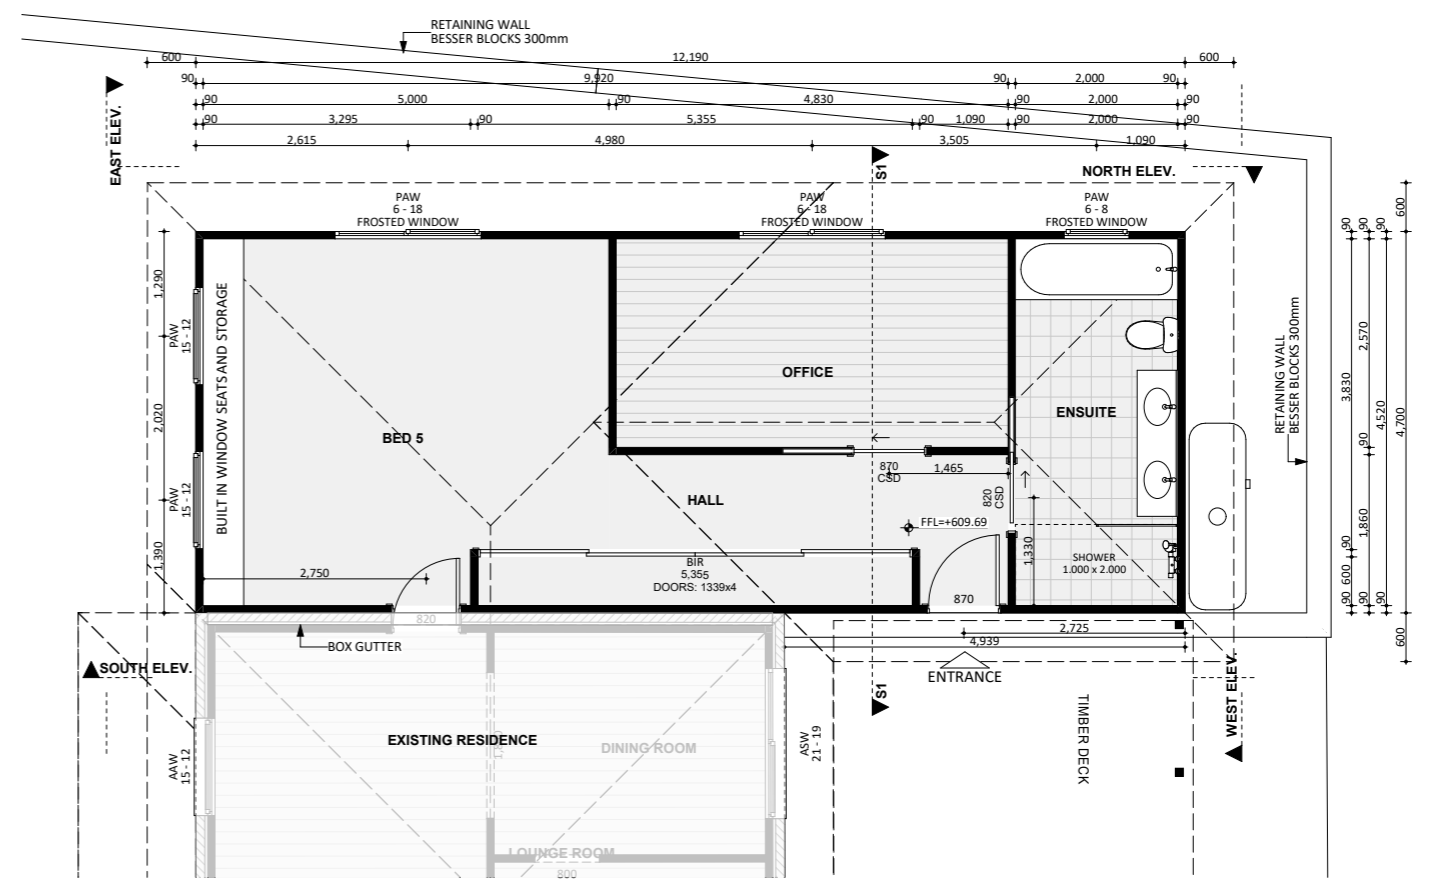 RETAINING WALL
BESSER BLOCKS 300mm
600
12,190
600
90
9,920
90
2,000
90
90
5,000
90
4,830
90
2,000
90
90
3,295
90
5,355
90
1,090
90
2,000
90
2,615
4,980
3,505
1,090
EAST ELEV.
S1
NORTH ELEV.
PAW
6 - 18
FROSTED WINDOW
PAW
6 - 18
FROSTED WINDOW
PAW
6 - 8
FROSTED WINDOW
1,290
PAW
15 - 12
2,020
PAW
15 - 12
1,390
BUILT IN WINDOW SEATS AND STORAGE
BED 5
OFFICE
ENSUITE
HALL
870
CSD
1,465
820
CSD
FFL=+609.69
1,330
BIR
5,355
DOORS: 1339x4
SHOWER
1.000 x 2.000
2,750
870
820
RETAINING WALL
BESSER BLOCKS 300mm
90
3,830
90
600
90
90
2,570
90
1,860
90
90
4,520
90
600
4,700
600
BOX GUTTER
2,725
4,939
ENTRANCE
SOUTH ELEV.
S1
WEST ELEV.
TIMBER DECK
EXISTING RESIDENCE
DINING ROOM
AAW
15 - 12
ASW
21 - 19
LOUNGE ROOM
800